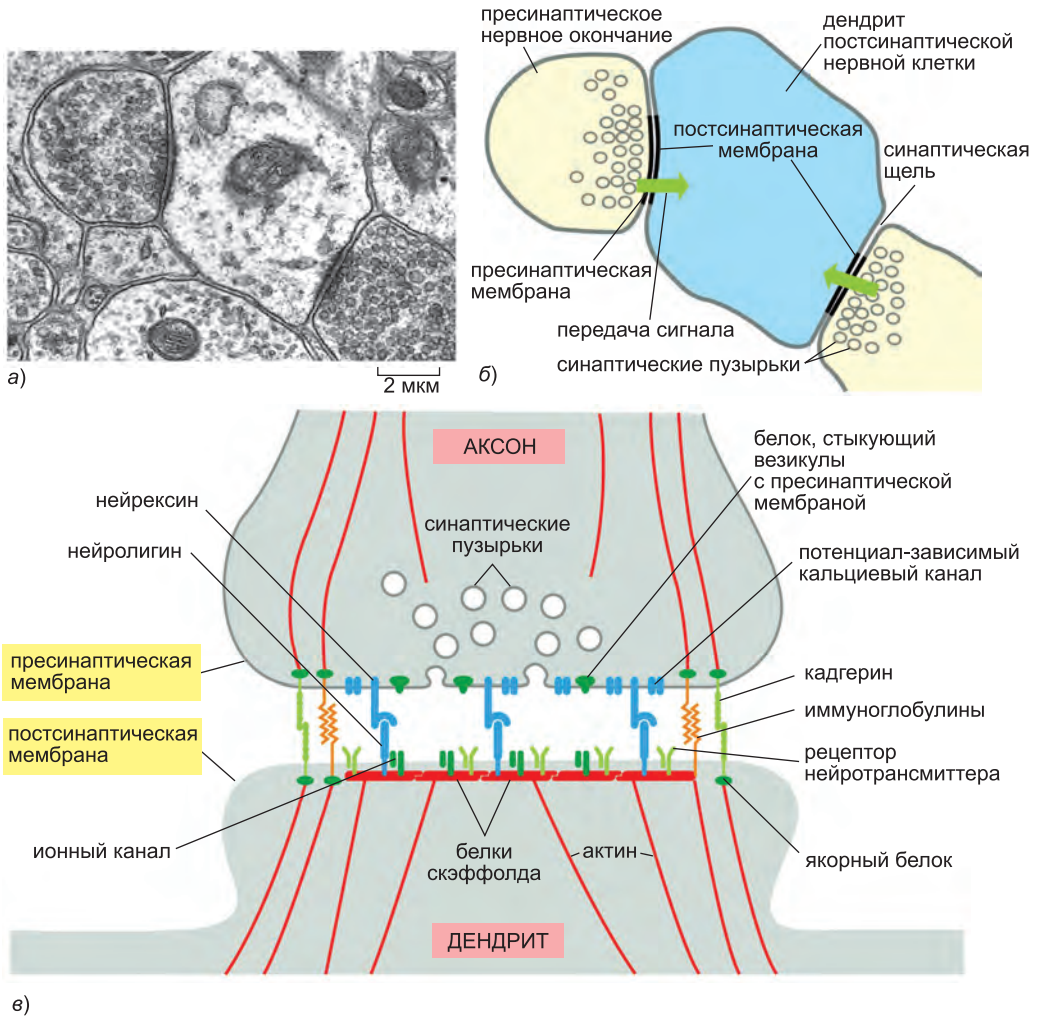 пресинаптическое
нервное окончание
дендрит
постсинаптической
нервной клетки
постсинаптическая
мембрана
синаптическая
щель
пресинаптическая
мембрана
передача сигнала
синаптические пузырьки
а)
2 мкм
б)
АКСОН
белок, стыкующий
везикулы
с пресинаптической
мембраной
нейрексин
синаптические
пузырьки
нейролигин
потенциал-зависимый
кальциевый канал
пресинаптическая
мембрана
кадгерин
иммуноглобулины
постсинаптическая
мембрана
рецептор
нейротрансмиттера
ионный канал
белки
скэффолда
актин
якорный белок
ДЕНДРИТ
в)